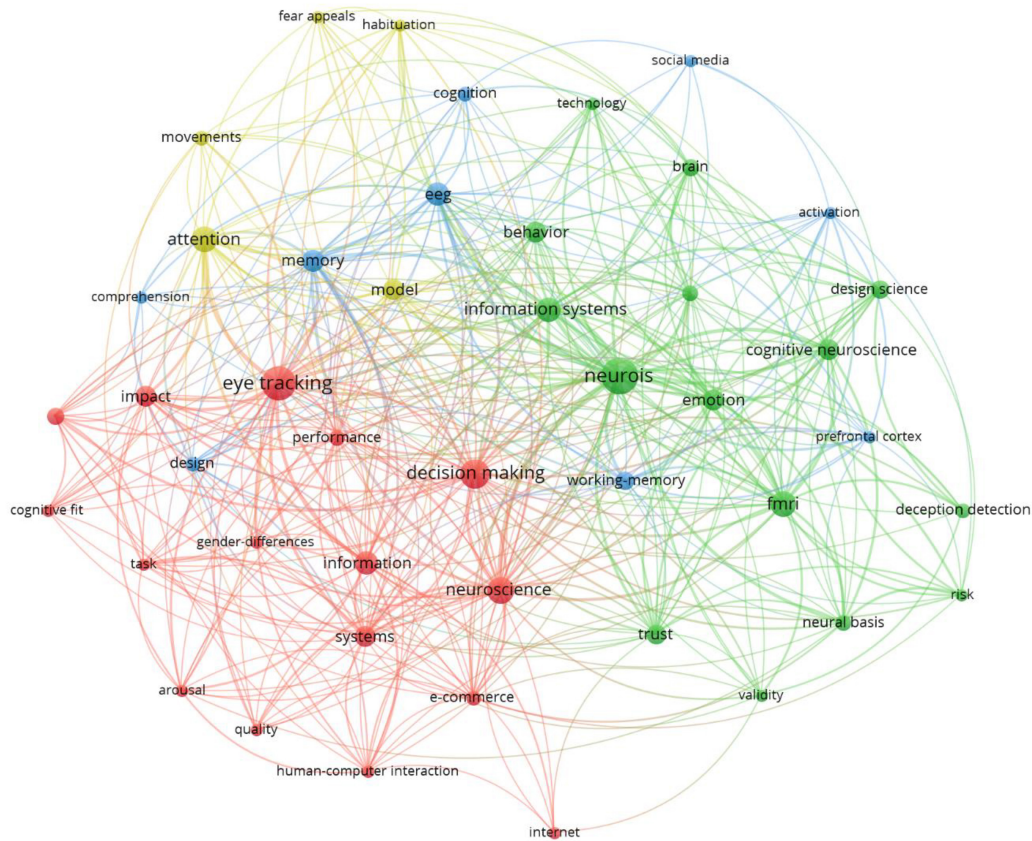 fear appeals
habituation
social media
cognition
technology
movements
brain
eeg
activation
behavior
attention
memory
design science
model
comprehension
information systems
cognitive neuroscience
neurois
eye tracking
impact
emotion
performance
prefrontal cortex
design
decision making
working-memory
fmri
cognitive fit
deception detection
gender-differences
task
information
neuroscience
risk
neural basis
systems
trust
arousal
e-commerce
validity
quality
human-computer interaction
internet